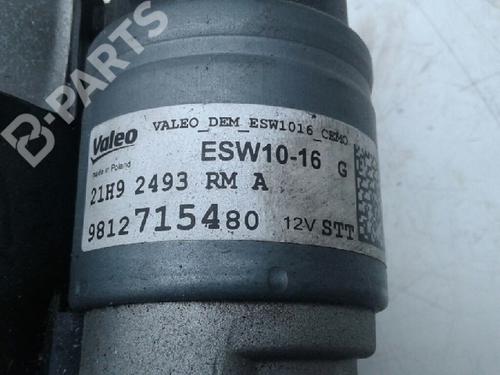 B-PARTS
VALEO_DEM_ESW1016_CEMO
Valeo
ESW10-16 G
made in Poland
21H9 2493 RM A
9812715480 12V STT